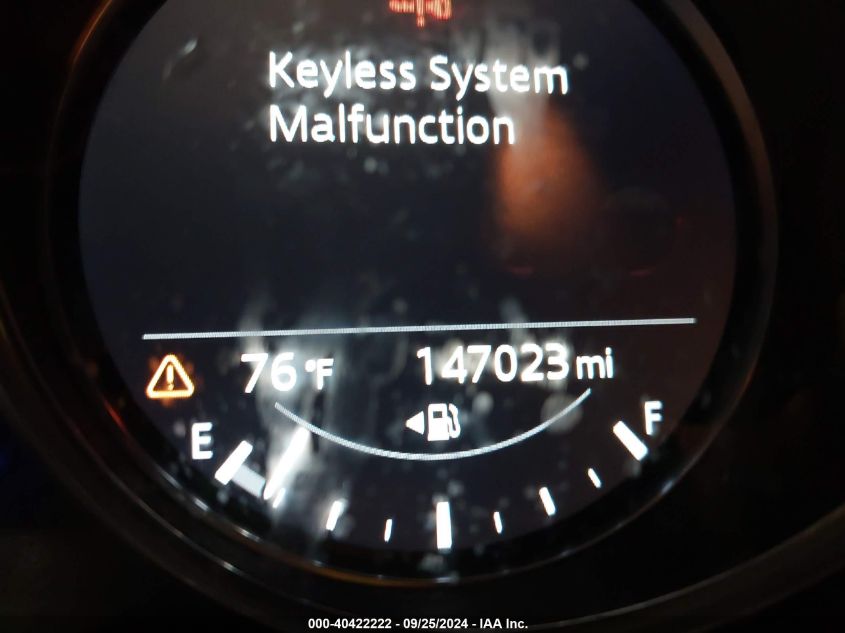 Keyless System
Malfunction
76°F 147023 mi
E F
000-40422222 - 09/25/2024 - IAA Inc.